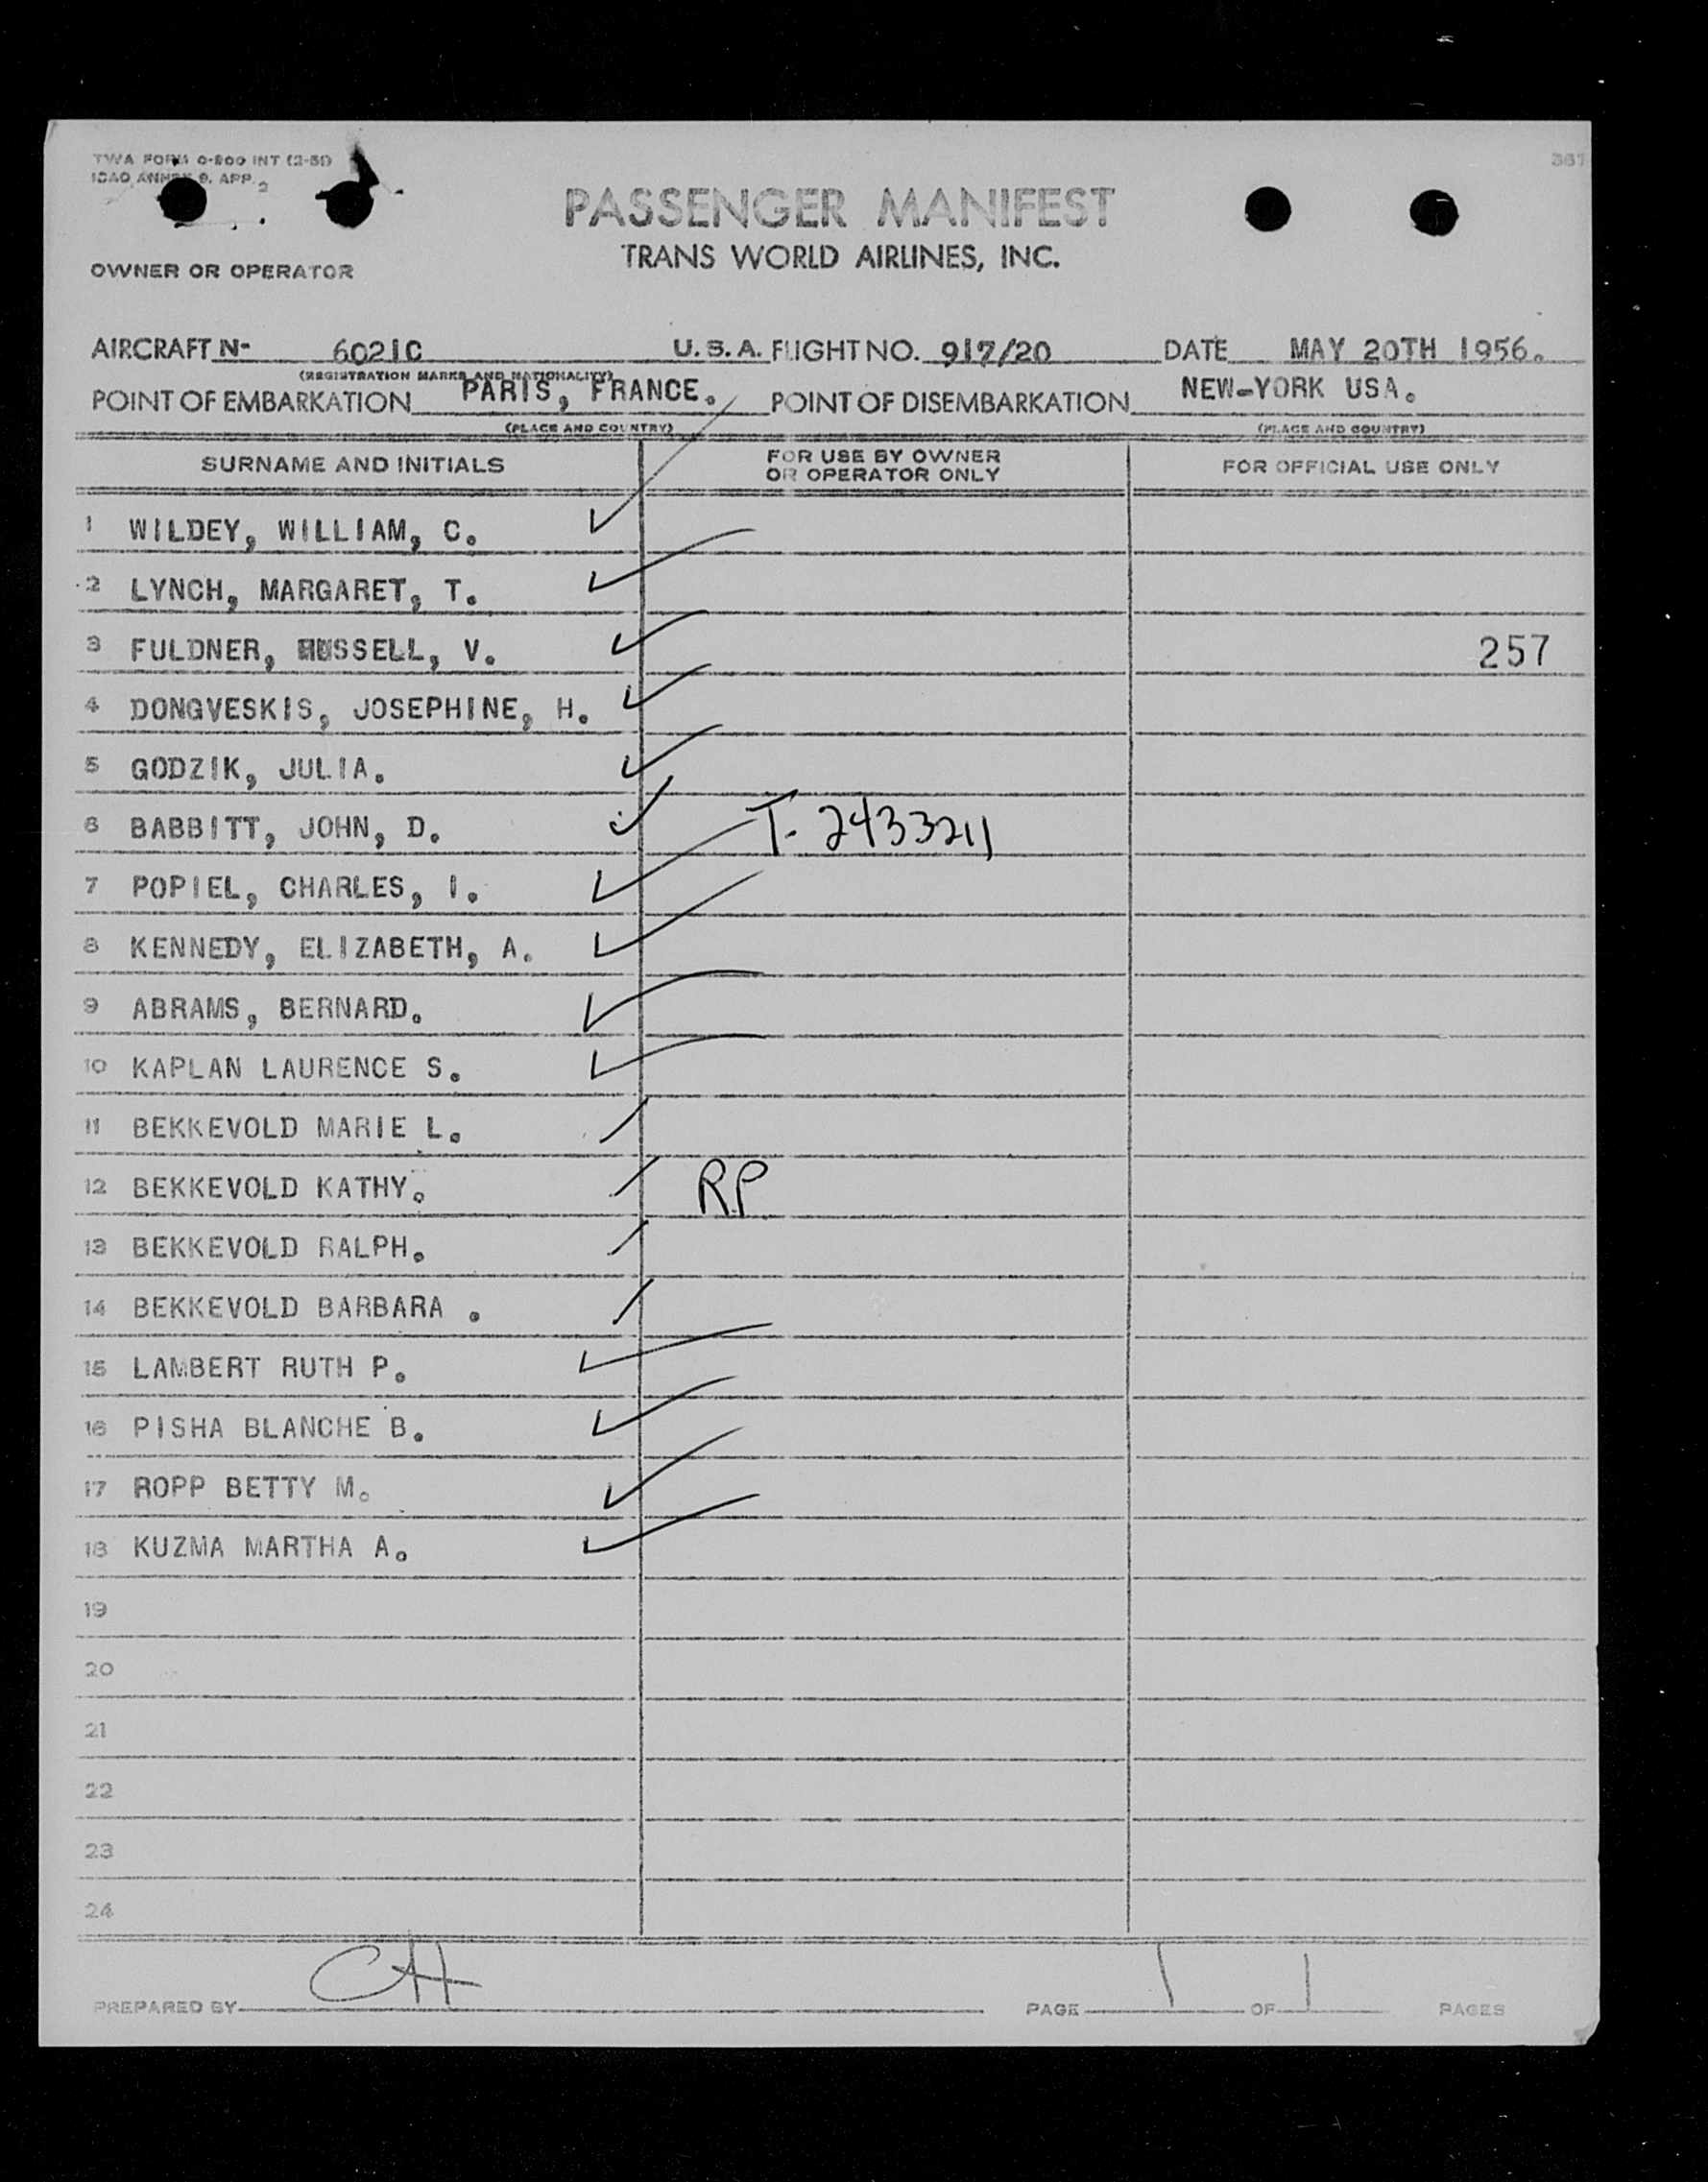 TWA FORM O-800 INT (2-51)
ICAO ANNEX 9, APP. 2
387
PASSENGER MANIFEST
TRANS WORLD AIRLINES, INC.
OWNER OR OPERATOR
AIRCRAFT N- 6021C U.S.A. FLIGHT NO. 917/20 DATE MAY 20TH 1956.
(REGISTRATION MARKS AND NATIONALITY)
POINT OF EMBARKATION PARIS, FRANCE. POINT OF DISEMBARKATION NEW-YORK USA.
(PLACE AND COUNTRY) (PLACE AND COUNTRY)
SURNAME AND INITIALS FOR USE BY OWNER OR OPERATOR ONLY FOR OFFICIAL USE ONLY
1 WILDEY, WILLIAM, C. ✓
2 LYNCH, MARGARET, T. ✓
3 FULDNER, RUSSELL, V. ✓ 257
4 DONGVESKIS, JOSEPHINE, H. ✓
5 GODZIK, JULIA. ✓
6 BABBITT, JOHN, D. ✓ T- 2433211
7 POPIEL, CHARLES, I. ✓
8 KENNEDY, ELIZABETH, A. ✓
9 ABRAMS, BERNARD. ✓
10 KAPLAN LAURENCE S. ✓
11 BEKKEVOLD MARIE L. /
12 BEKKEVOLD KATHY. / RP
13 BEKKEVOLD RALPH. /
14 BEKKEVOLD BARBARA . /
15 LAMBERT RUTH P. ✓
16 PISHA BLANCHE B. ✓
17 ROPP BETTY M. ✓
18 KUZMA MARTHA A. ✓
19
20
21
22
23
24
PREPARED BY CH PAGE 1 OF 1 PAGES